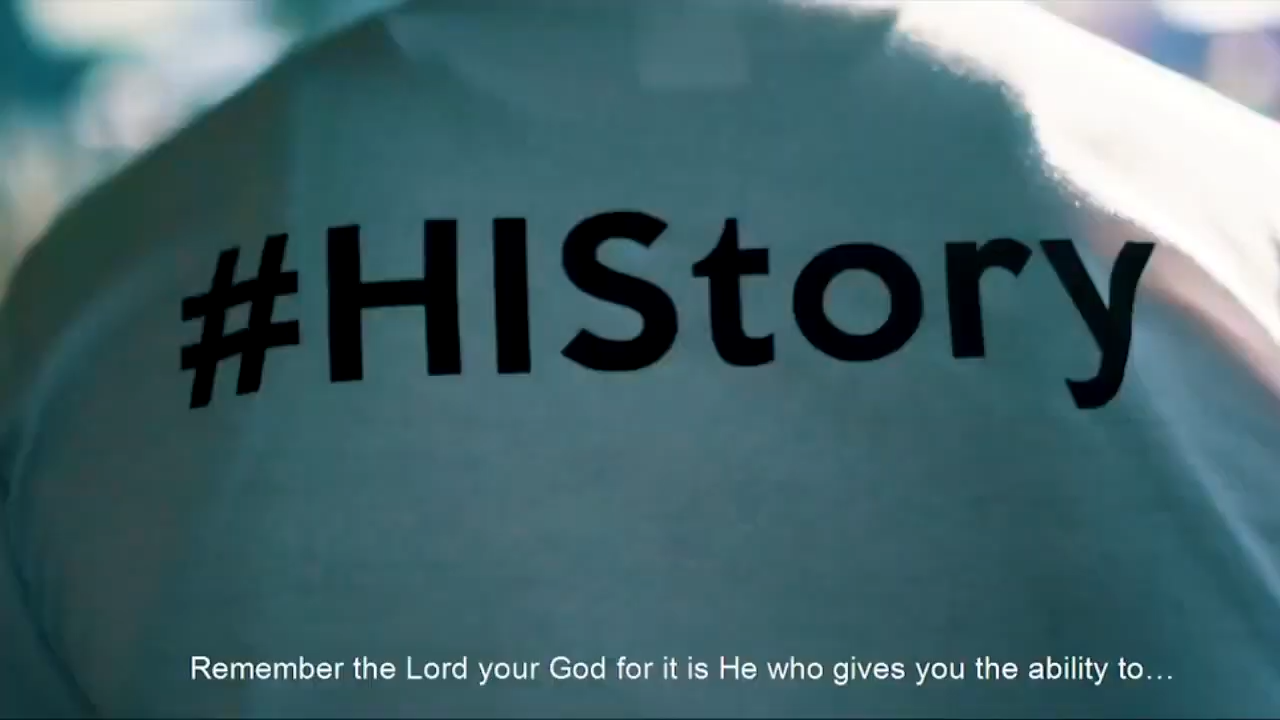 #HIStory
Remember the Lord your God for it is He who gives you the ability to…